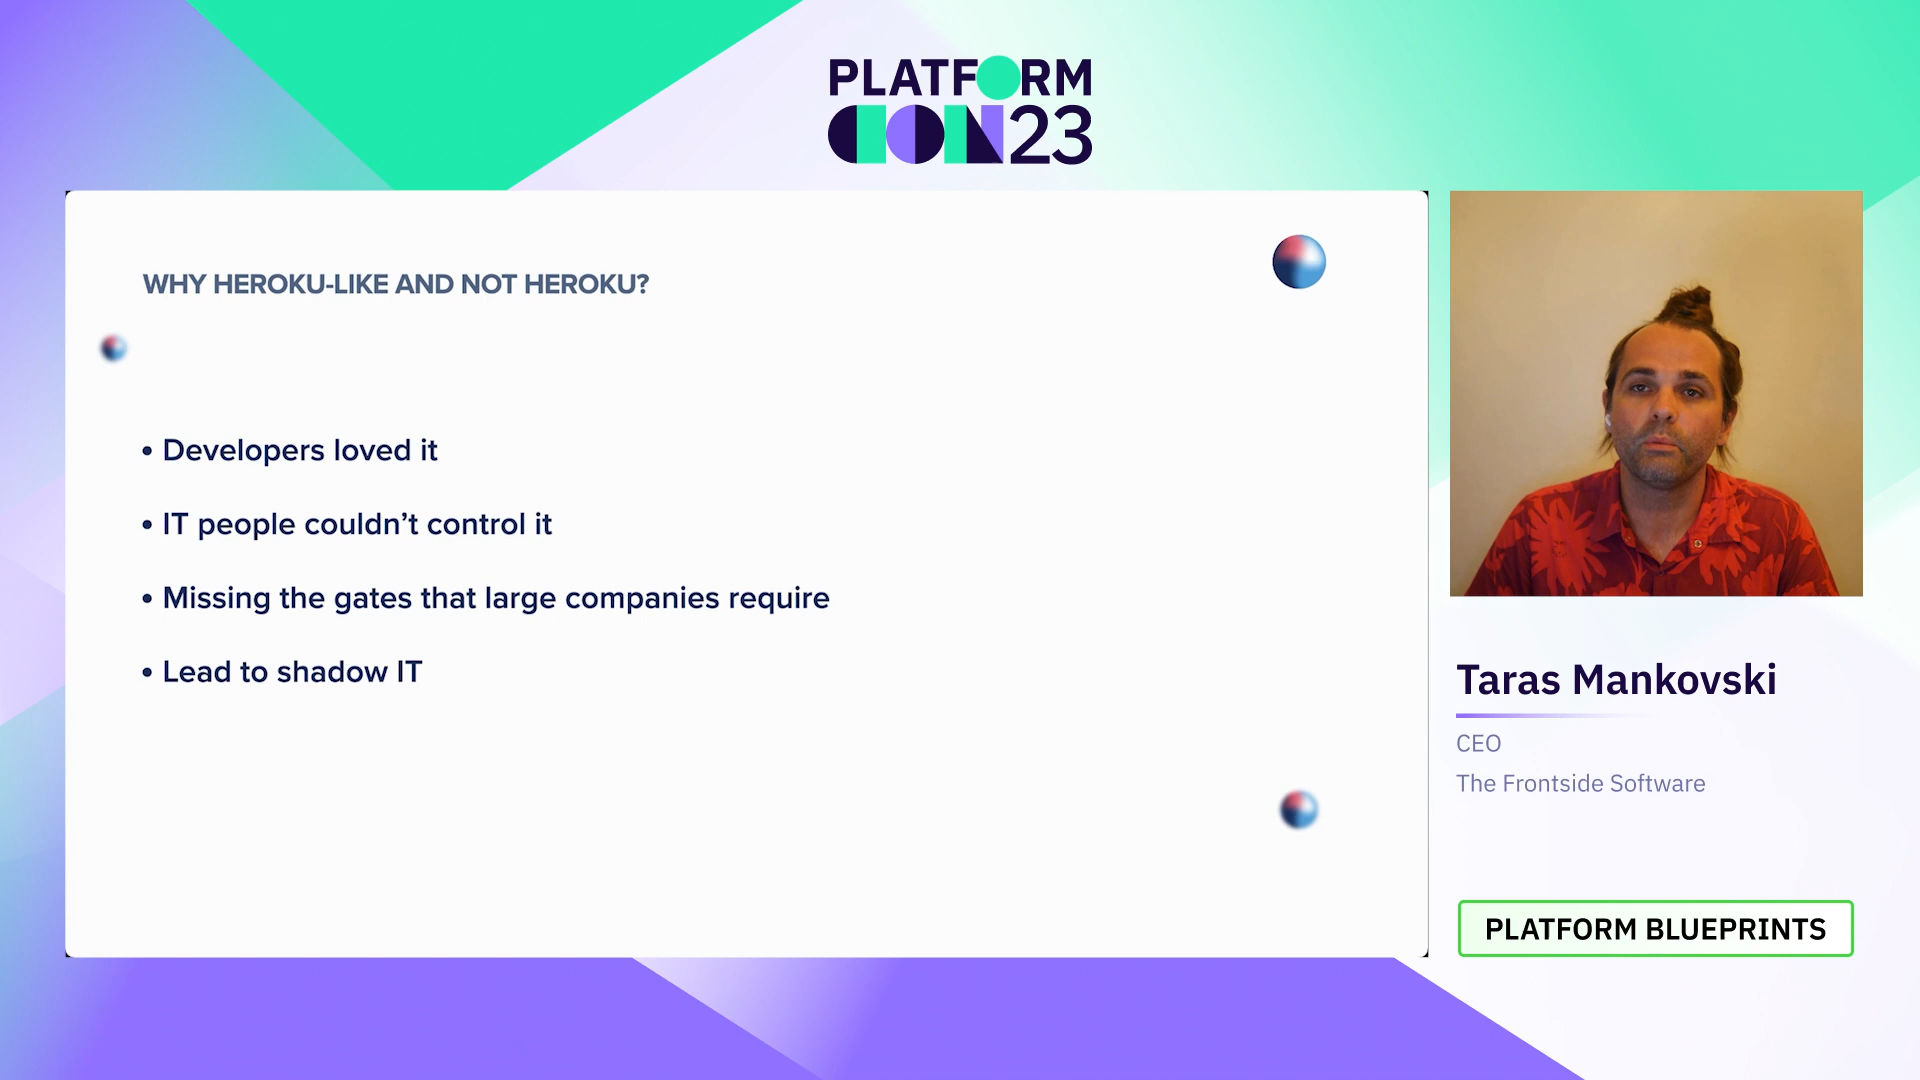 PLATFORM
CON23
WHY HEROKU-LIKE AND NOT HEROKU?
• Developers loved it
• IT people couldn’t control it
• Missing the gates that large companies require
• Lead to shadow IT
Taras Mankovski
CEO
The Frontside Software
PLATFORM BLUEPRINTS